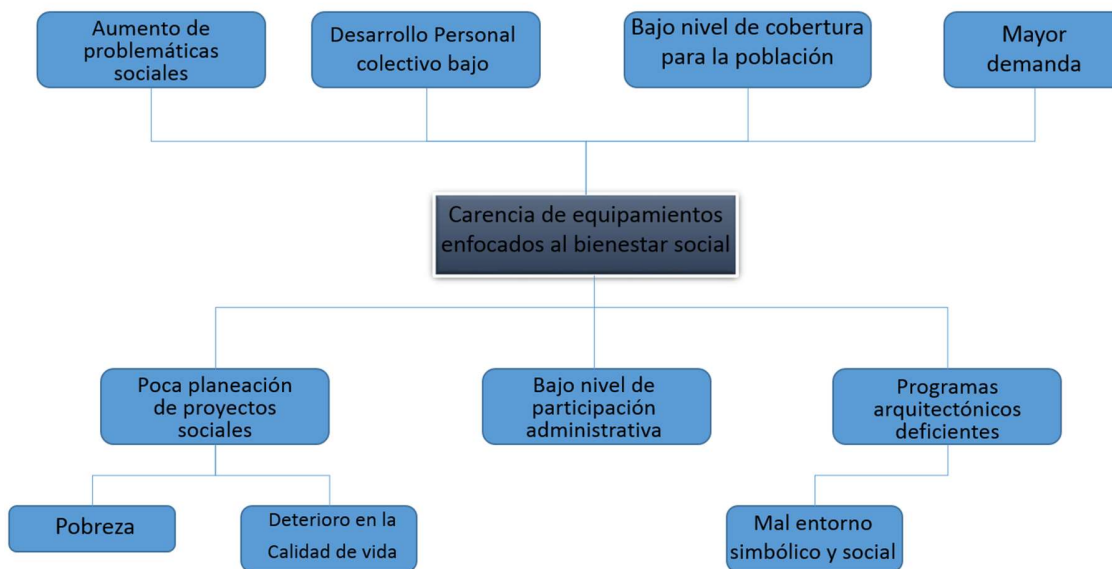 Aumento de
problemáticas
sociales
Desarrollo Personal
colectivo bajo
Bajo nivel de cobertura
para la población
Mayor
demanda
Carencia de equipamientos
enfocados al bienestar social
Poca planeación
de proyectos
sociales
Bajo nivel de
participación
administrativa
Programas
arquitectónicos
deficientes
Pobreza
Deterioro en la
Calidad de vida
Mal entorno
simbólico y social